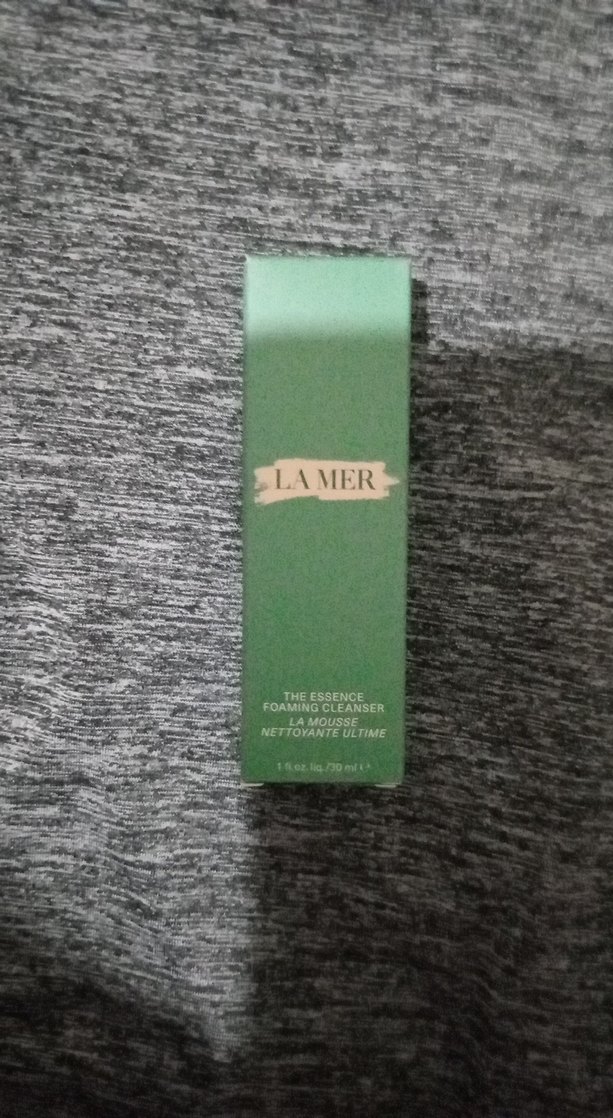 LA MER
THE ESSENCE
FOAMING CLEANSER
LA MOUSSE
NETTOYANTE ULTIME
1 fl.oz.liq./30 ml ℮